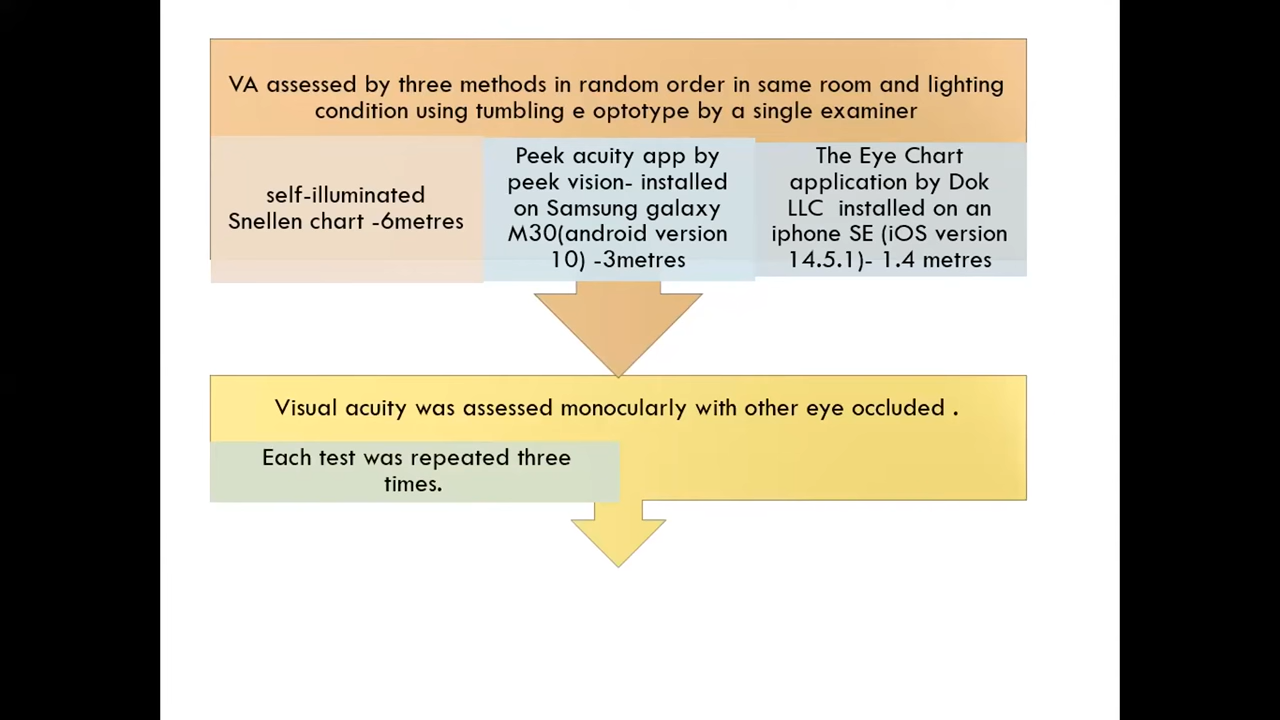 VA assessed by three methods in random order in same room and lighting
condition using tumbling e optotype by a single examiner
self-illuminated
Snellen chart -6metres
Peek acuity app by
peek vision- installed
on Samsung galaxy
M30(android version
10) -3metres
The Eye Chart
application by Dok
LLC  installed on an
iphone SE (iOS version
14.5.1)- 1.4 metres
Visual acuity was assessed monocularly with other eye occluded .
Each test was repeated three
times.